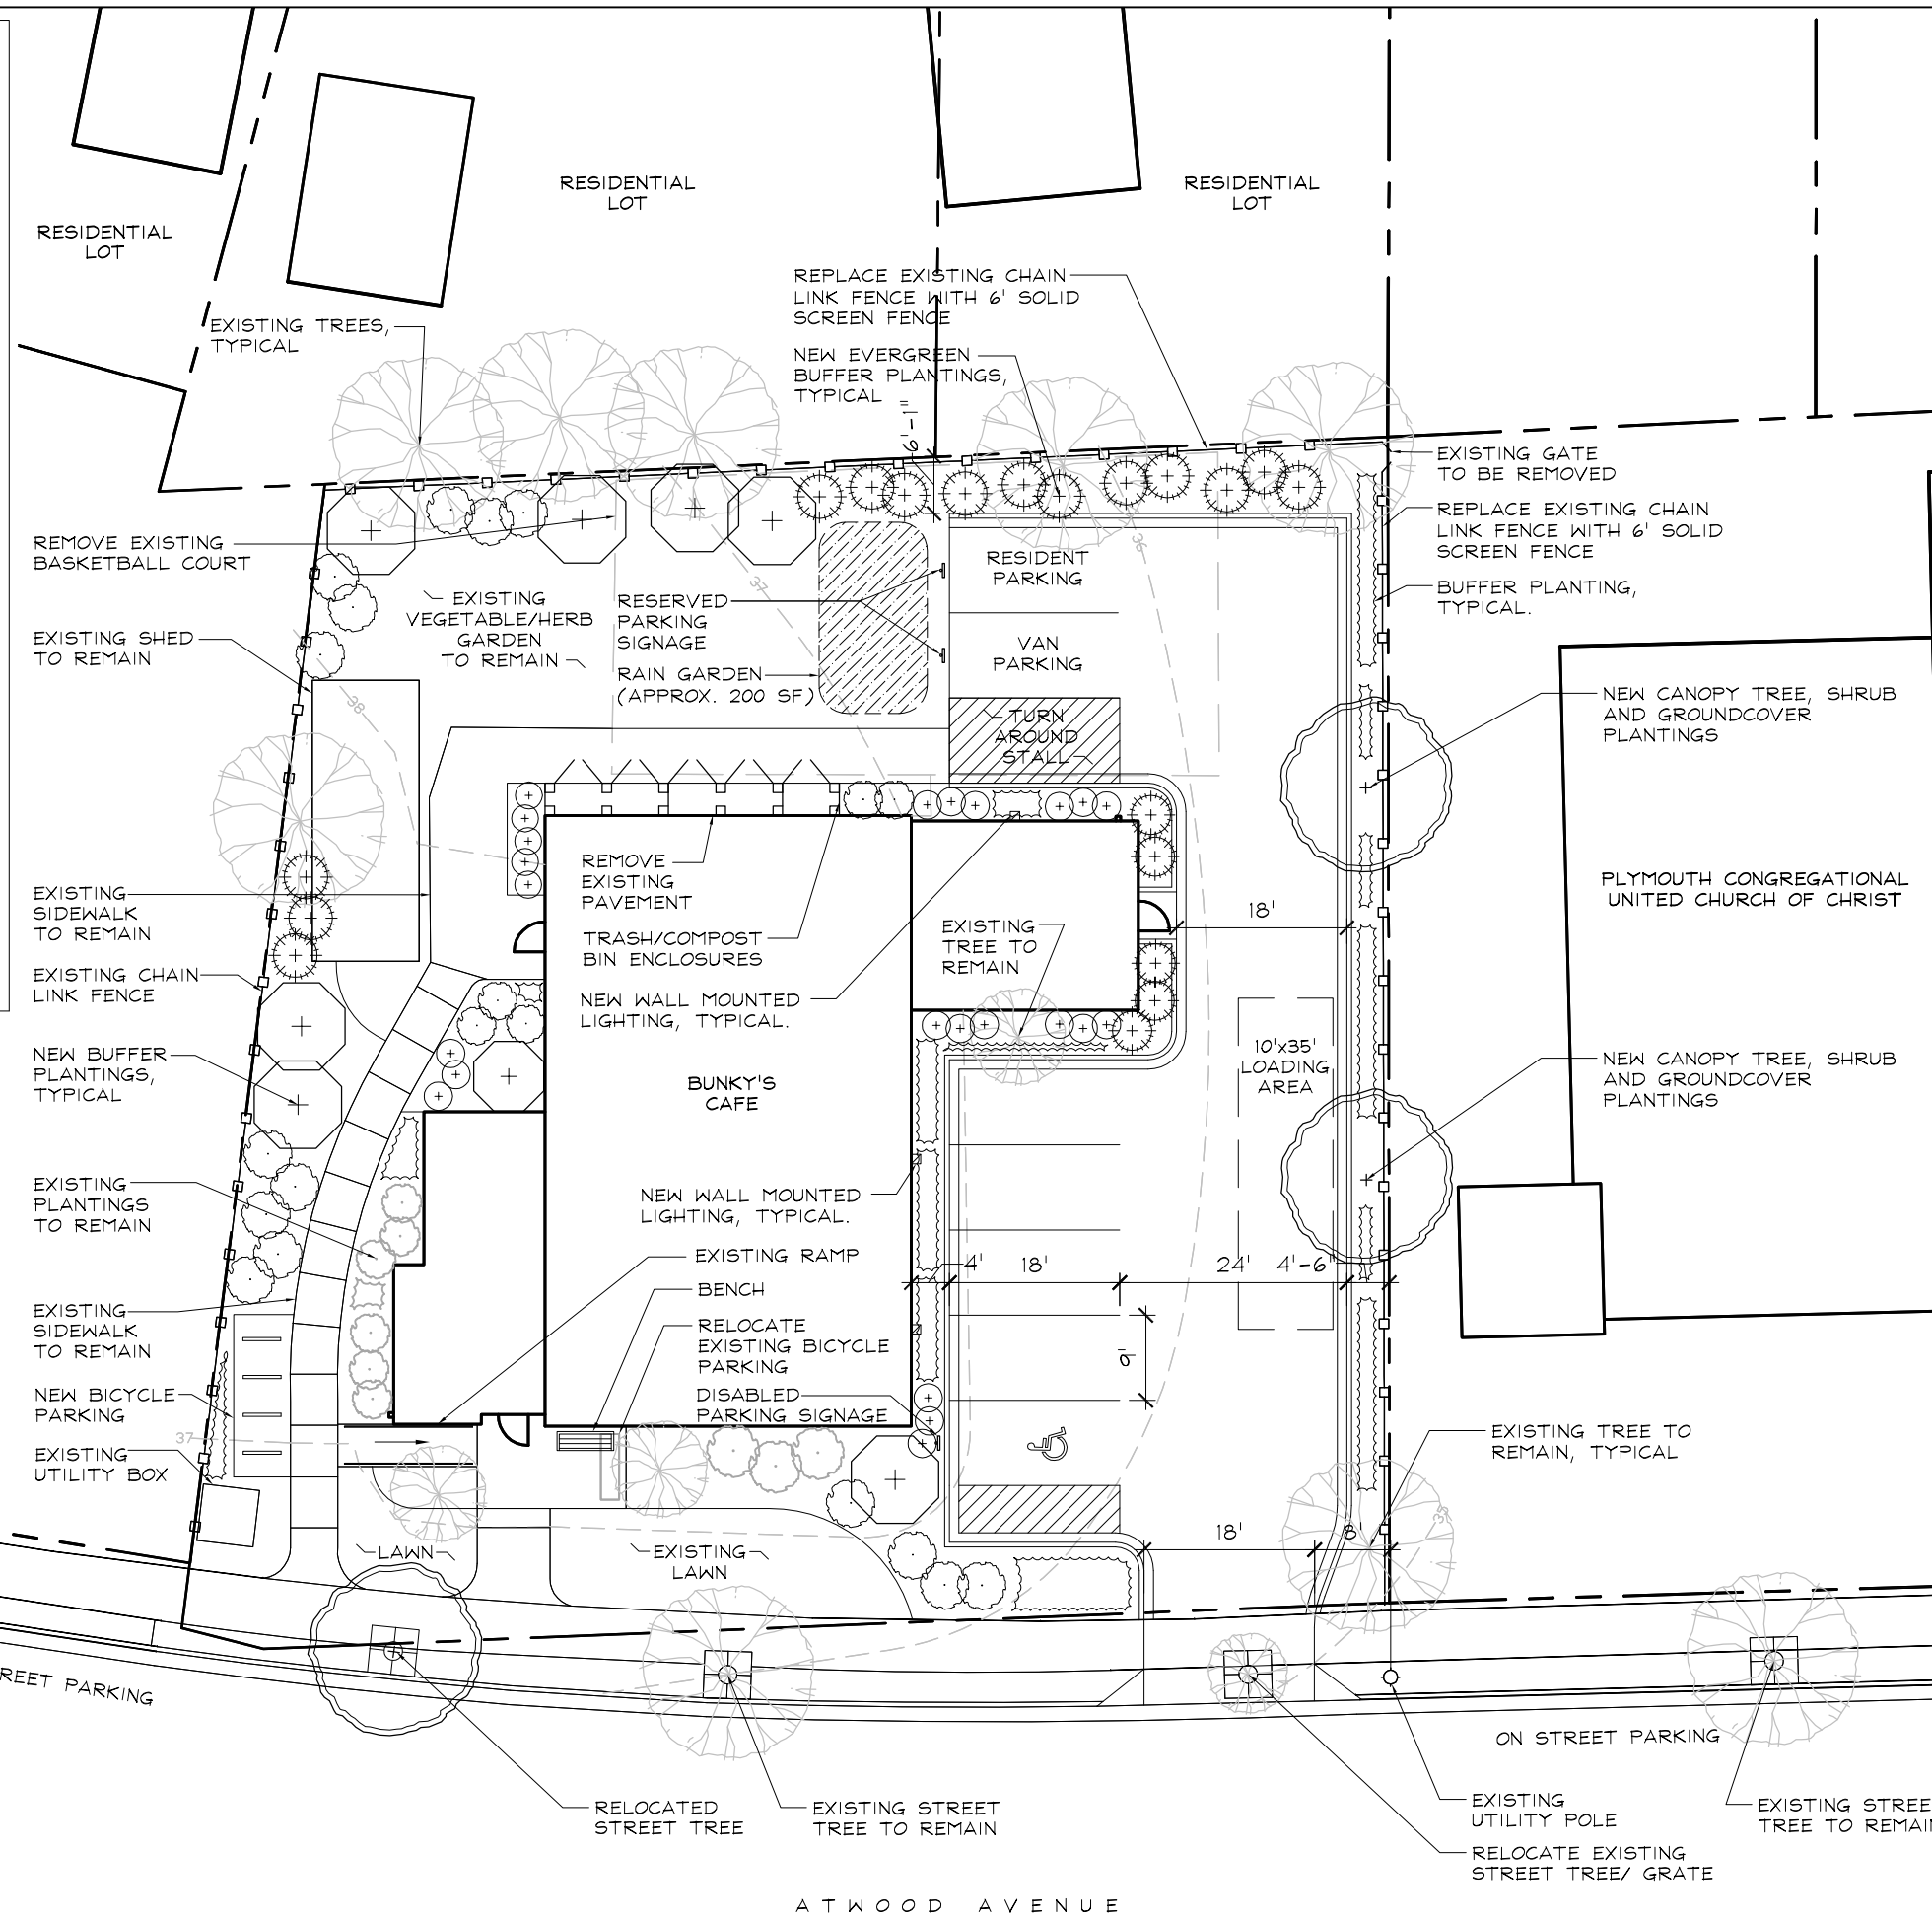 RESIDENTIAL
LOT
RESIDENTIAL
LOT
RESIDENTIAL
LOT
REPLACE EXISTING CHAIN
LINK FENCE WITH 6' SOLID
SCREEN FENCE
EXISTING TREES,
TYPICAL
NEW EVERGREEN
BUFFER PLANTINGS,
TYPICAL
6'-1"
EXISTING GATE
TO BE REMOVED
REPLACE EXISTING CHAIN
LINK FENCE WITH 6' SOLID
SCREEN FENCE
BUFFER PLANTING,
TYPICAL.
REMOVE EXISTING
BASKETBALL COURT
36
37
RESIDENT
PARKING
EXISTING
VEGETABLE/HERB
GARDEN
TO REMAIN
RESERVED
PARKING
SIGNAGE
RAIN GARDEN
(APPROX. 200 SF)
VAN
PARKING
EXISTING SHED
TO REMAIN
38
TURN
AROUND
STALL
NEW CANOPY TREE, SHRUB
AND GROUNDCOVER
PLANTINGS
EXISTING
SIDEWALK
TO REMAIN
REMOVE
EXISTING
PAVEMENT
TRASH/COMPOST
BIN ENCLOSURES
NEW WALL MOUNTED
LIGHTING, TYPICAL.
EXISTING
TREE TO
REMAIN
18'
PLYMOUTH CONGREGATIONAL
UNITED CHURCH OF CHRIST
EXISTING CHAIN
LINK FENCE
NEW BUFFER
PLANTINGS,
TYPICAL
BUNKY'S
CAFE
10'x35'
LOADING
AREA
NEW CANOPY TREE, SHRUB
AND GROUNDCOVER
PLANTINGS
EXISTING
PLANTINGS
TO REMAIN
NEW WALL MOUNTED
LIGHTING, TYPICAL.
EXISTING RAMP
4'
18'
24'
4'-6"
BENCH
EXISTING
SIDEWALK
TO REMAIN
RELOCATE
EXISTING BICYCLE
PARKING
9'
DISABLED
PARKING SIGNAGE
NEW BICYCLE
PARKING
37
EXISTING
UTILITY BOX
EXISTING TREE TO
REMAIN, TYPICAL
35
18'
8'
LAWN
EXISTING
LAWN
REET PARKING
ON STREET PARKING
RELOCATED
STREET TREE
EXISTING STREET
TREE TO REMAIN
EXISTING
UTILITY POLE
EXISTING STREE
TREE TO REMAIN
RELOCATE EXISTING
STREET TREE/ GRATE
ATWOOD AVENUE